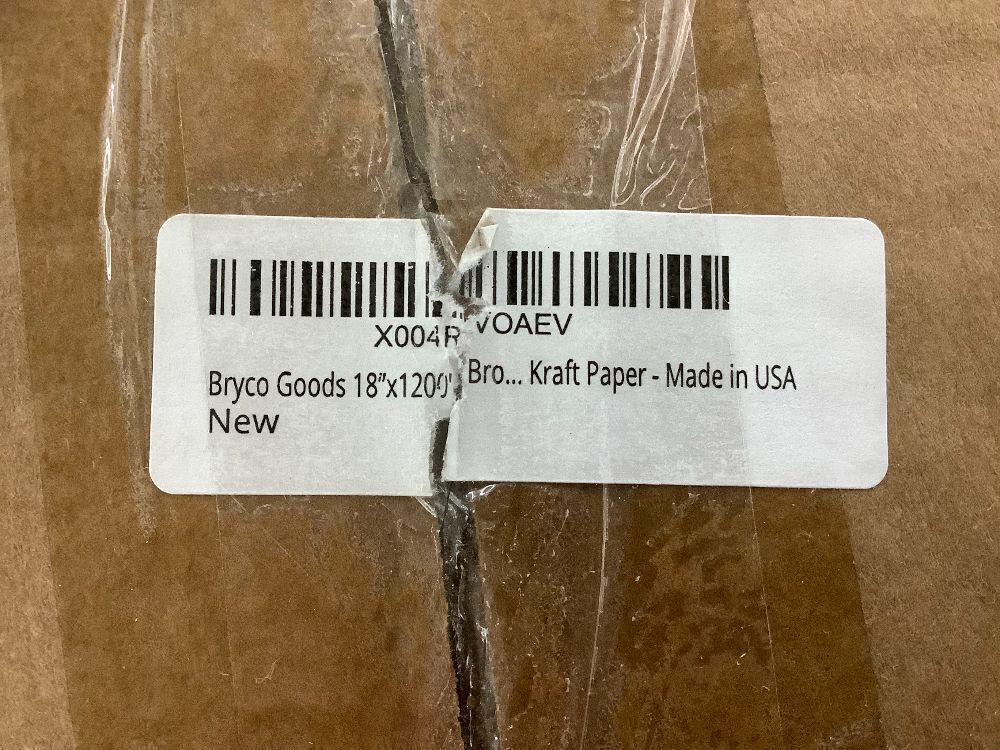 X004R VOAEV
Bryco Goods 18”x1200" Bro... Kraft Paper - Made in USA
New